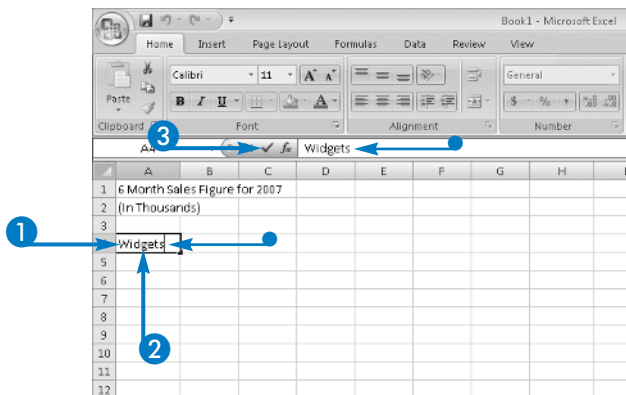 Book1 - Microsoft Excel
Home Insert Page Layout Formulas Data Review View
Calibri 11 A A General
Paste B I U A $ % ,
Clipboard Font Alignment Number
3 A4 fx Widgets
A B C D E F G H
1 6 Month Sales Figure for 2007
2 (In Thousands)
3
1 Widgets
5
6
7
8
9
2
10
11
12